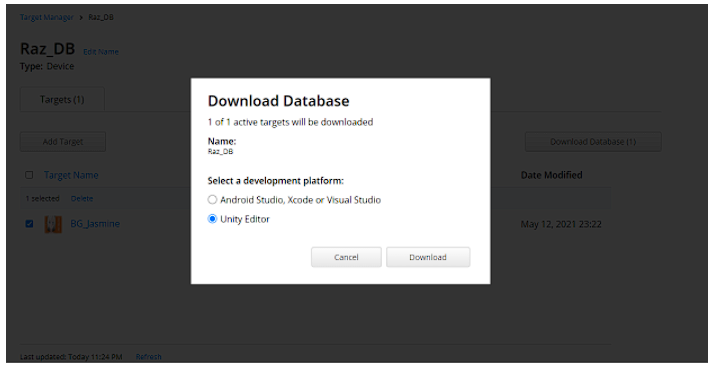 Target Manager > Raz_DB
Raz_DB Edit Name
Type: Device
Targets (1)
Add Target
Download Database (1)
Target Name
Date Modified
1 selected Delete
BG_Jasmine
May 12, 2021 23:22
Last updated: Today 11:24 PM Refresh
Download Database
1 of 1 active targets will be downloaded
Name:
Raz_DB
Select a development platform:
Android Studio, Xcode or Visual Studio
Unity Editor
Cancel
Download